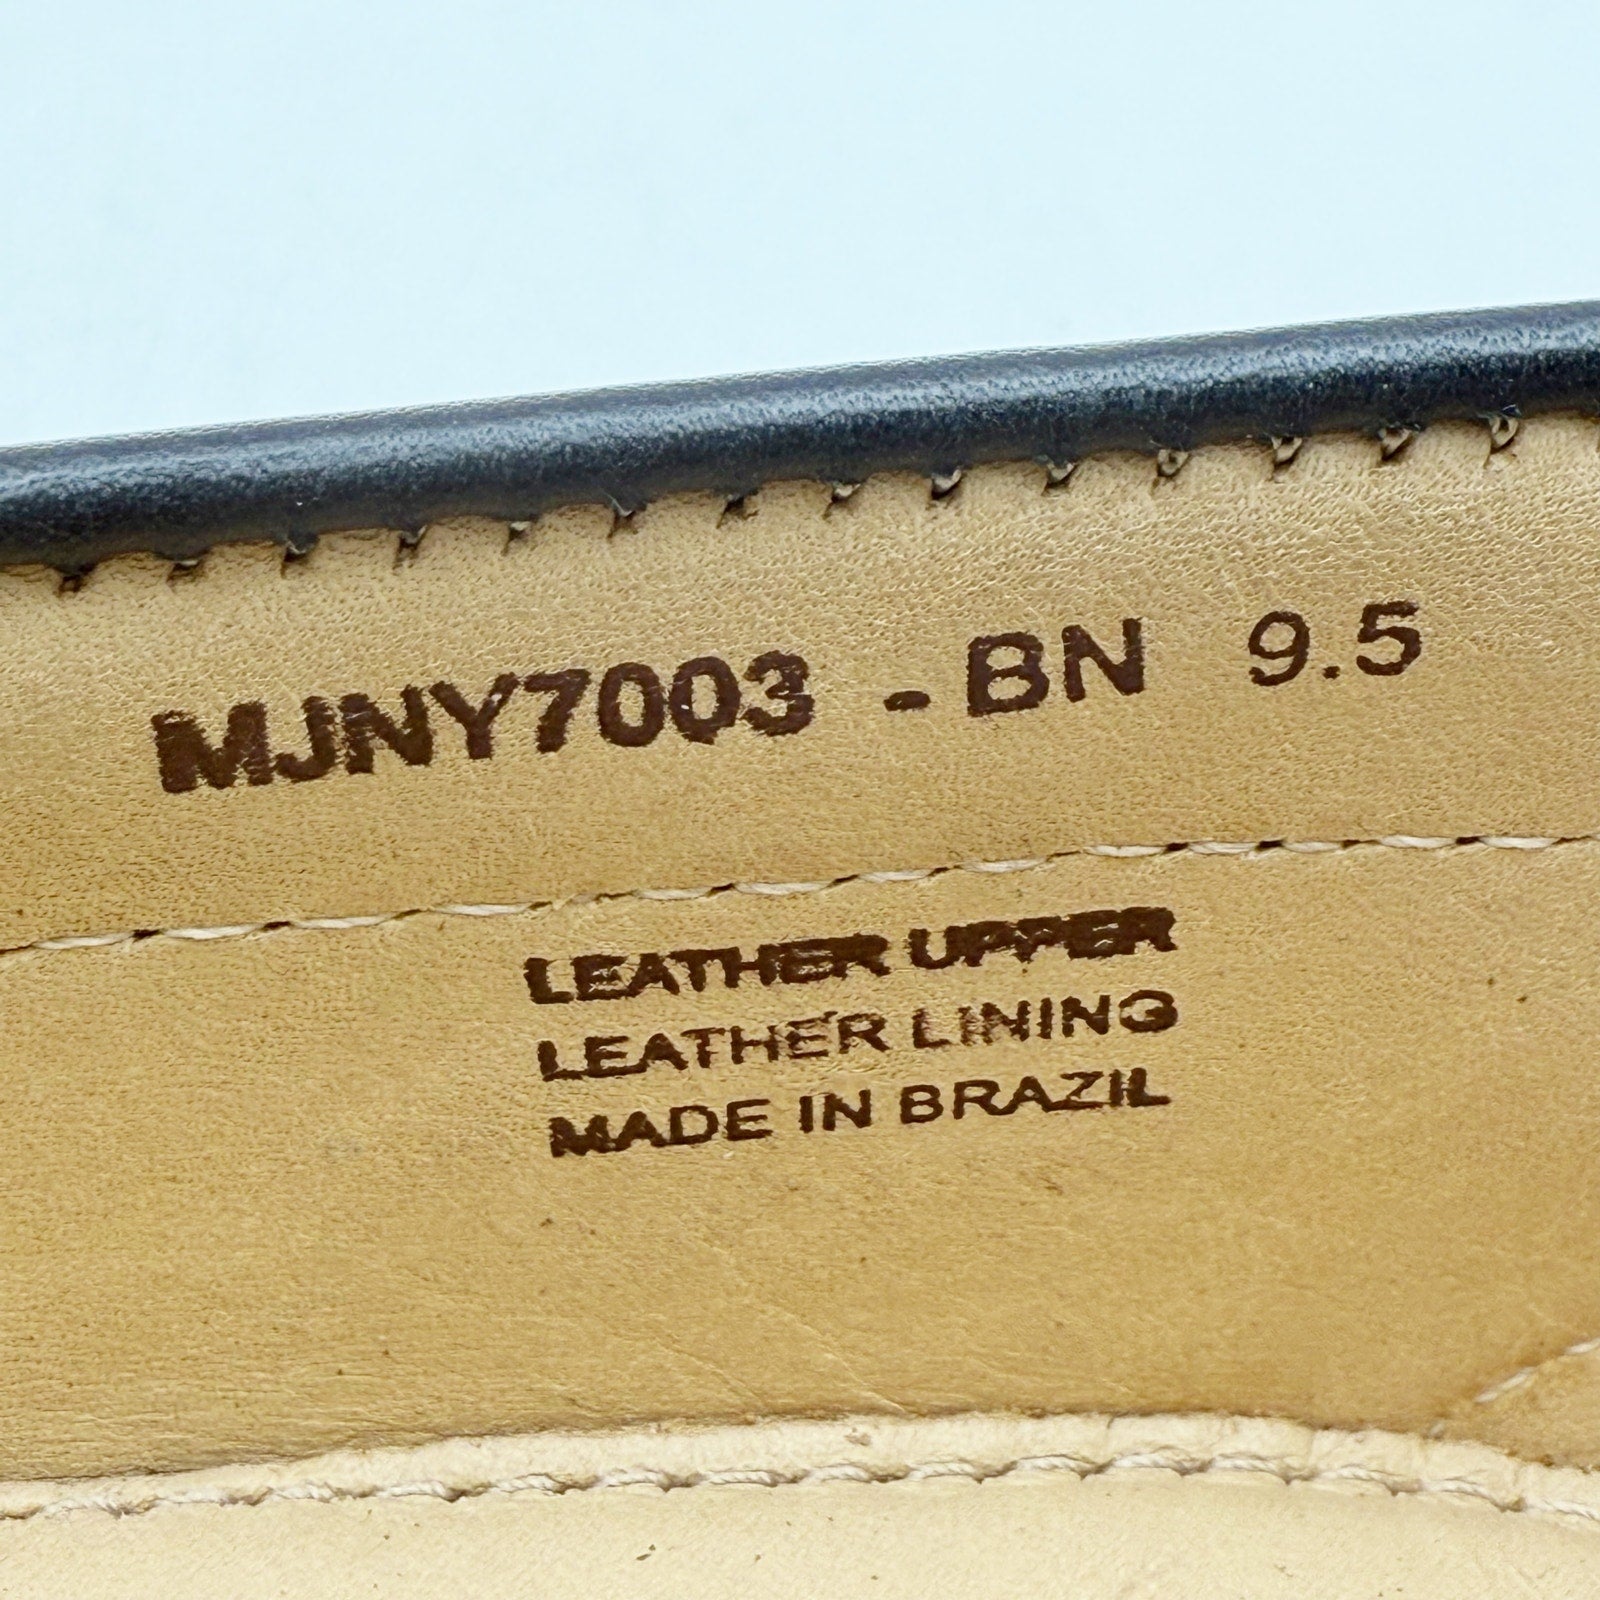 MJNY7003 - BN 9.5
LEATHER UPPER
LEATHER LINING
MADE IN BRAZIL